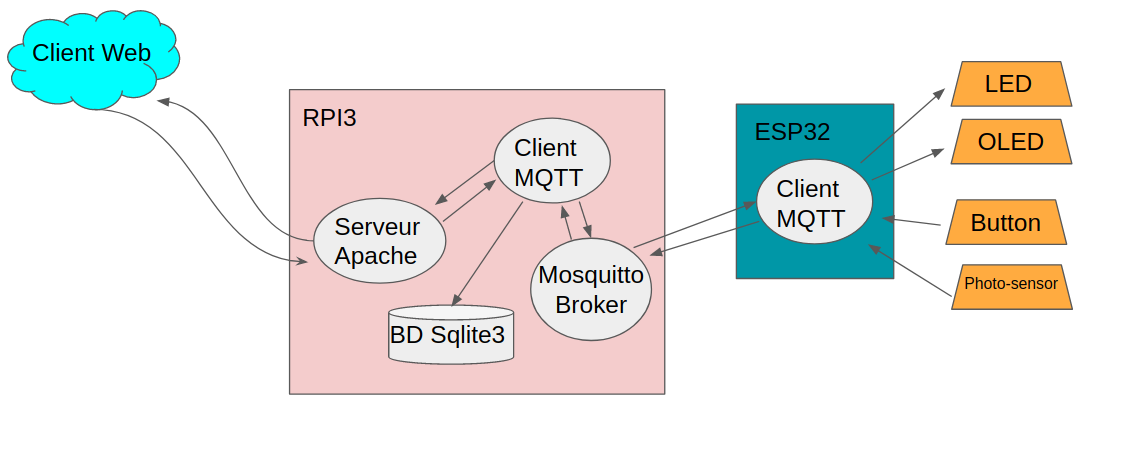 Client Web
RPI3
Client
MQTT
Serveur
Apache
Mosquitto
Broker
BD Sqlite3
ESP32
Client
MQTT
LED
OLED
Button
Photo-sensor